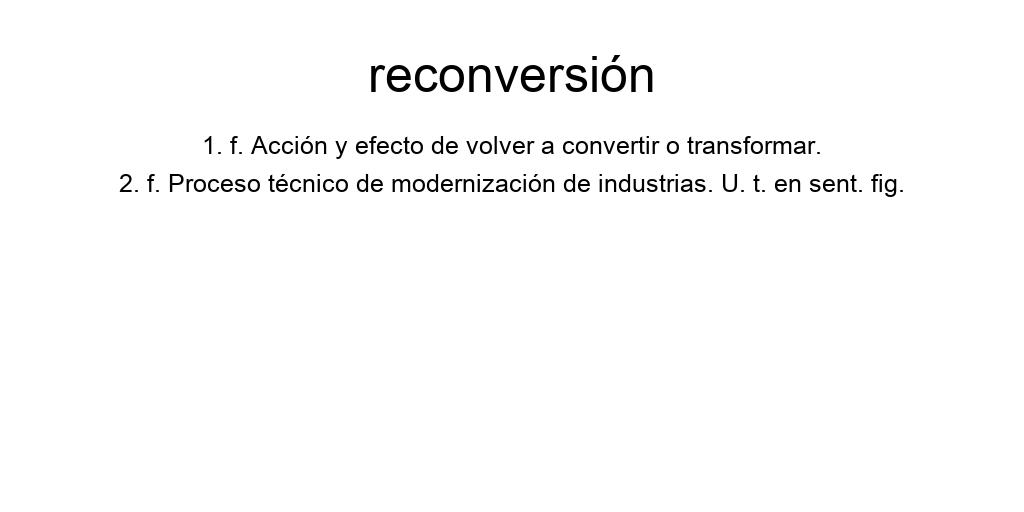 reconversión
1. f. Acción y efecto de volver a convertir o transformar.
2. f. Proceso técnico de modernización de industrias. U. t. en sent. fig.